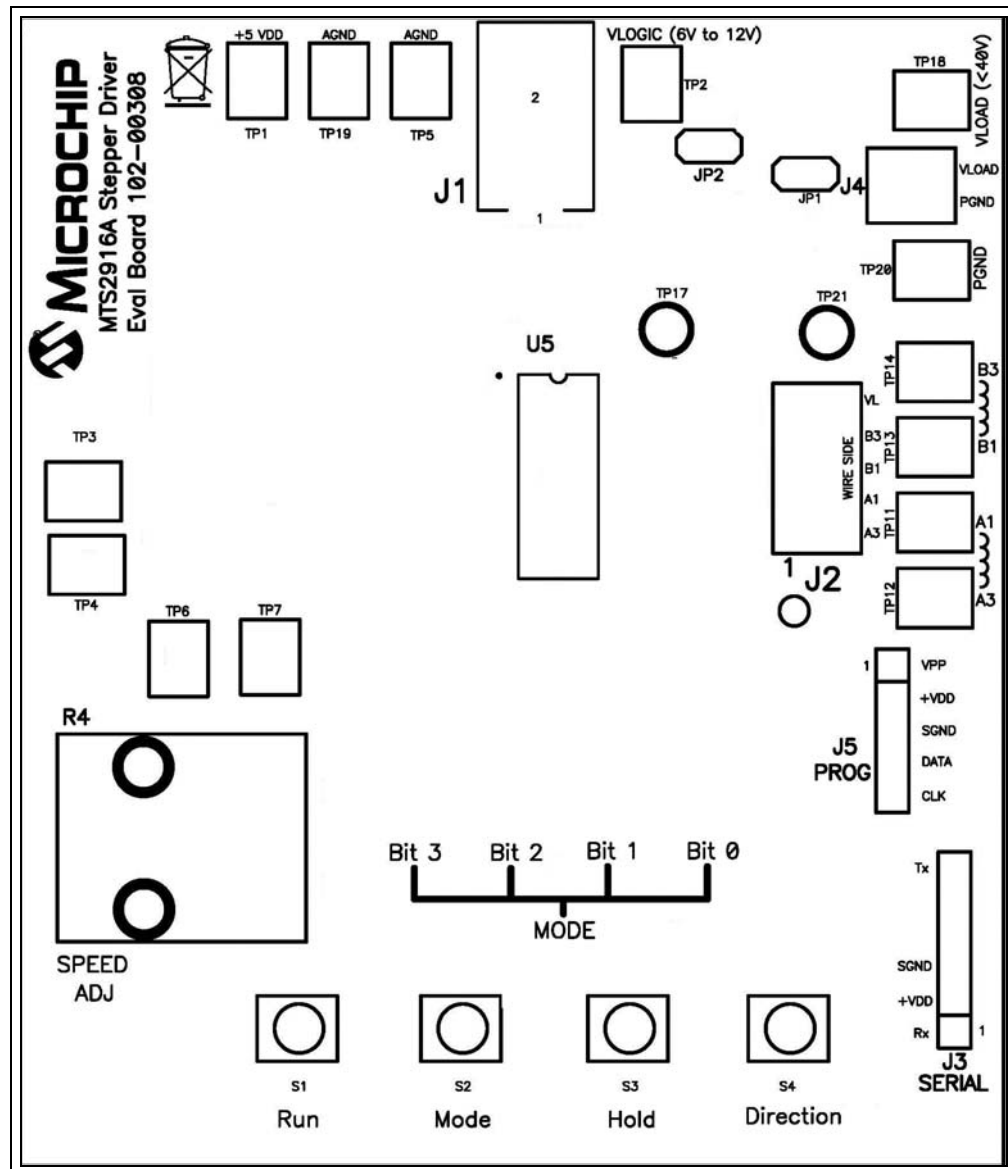 MICROCHIP
MTS2916A Stepper Driver
Eval Board 102-00308
+5 VDD
TP1
AGND
TP19
AGND
TP5
2
J1
1
VLOGIC (6V to 12V)
TP2
JP2
JP1
TP18
VLOAD (<40V)
J4
VLOAD
PGND
TP20
PGND
TP17
TP21
U5
TP14
B3
TP13
B1
TP11
A1
TP12
A3
VL
B3
B1
A1
A3
WIRE SIDE
1
J2
TP3
TP4
TP6
TP7
R4
SPEED
ADJ
1
VPP
+VDD
SGND
DATA
CLK
J5
PROG
Bit 3
Bit 2
Bit 1
Bit 0
MODE
Tx
SGND
+VDD
Rx
1
J3
SERIAL
S1
Run
S2
Mode
S3
Hold
S4
Direction